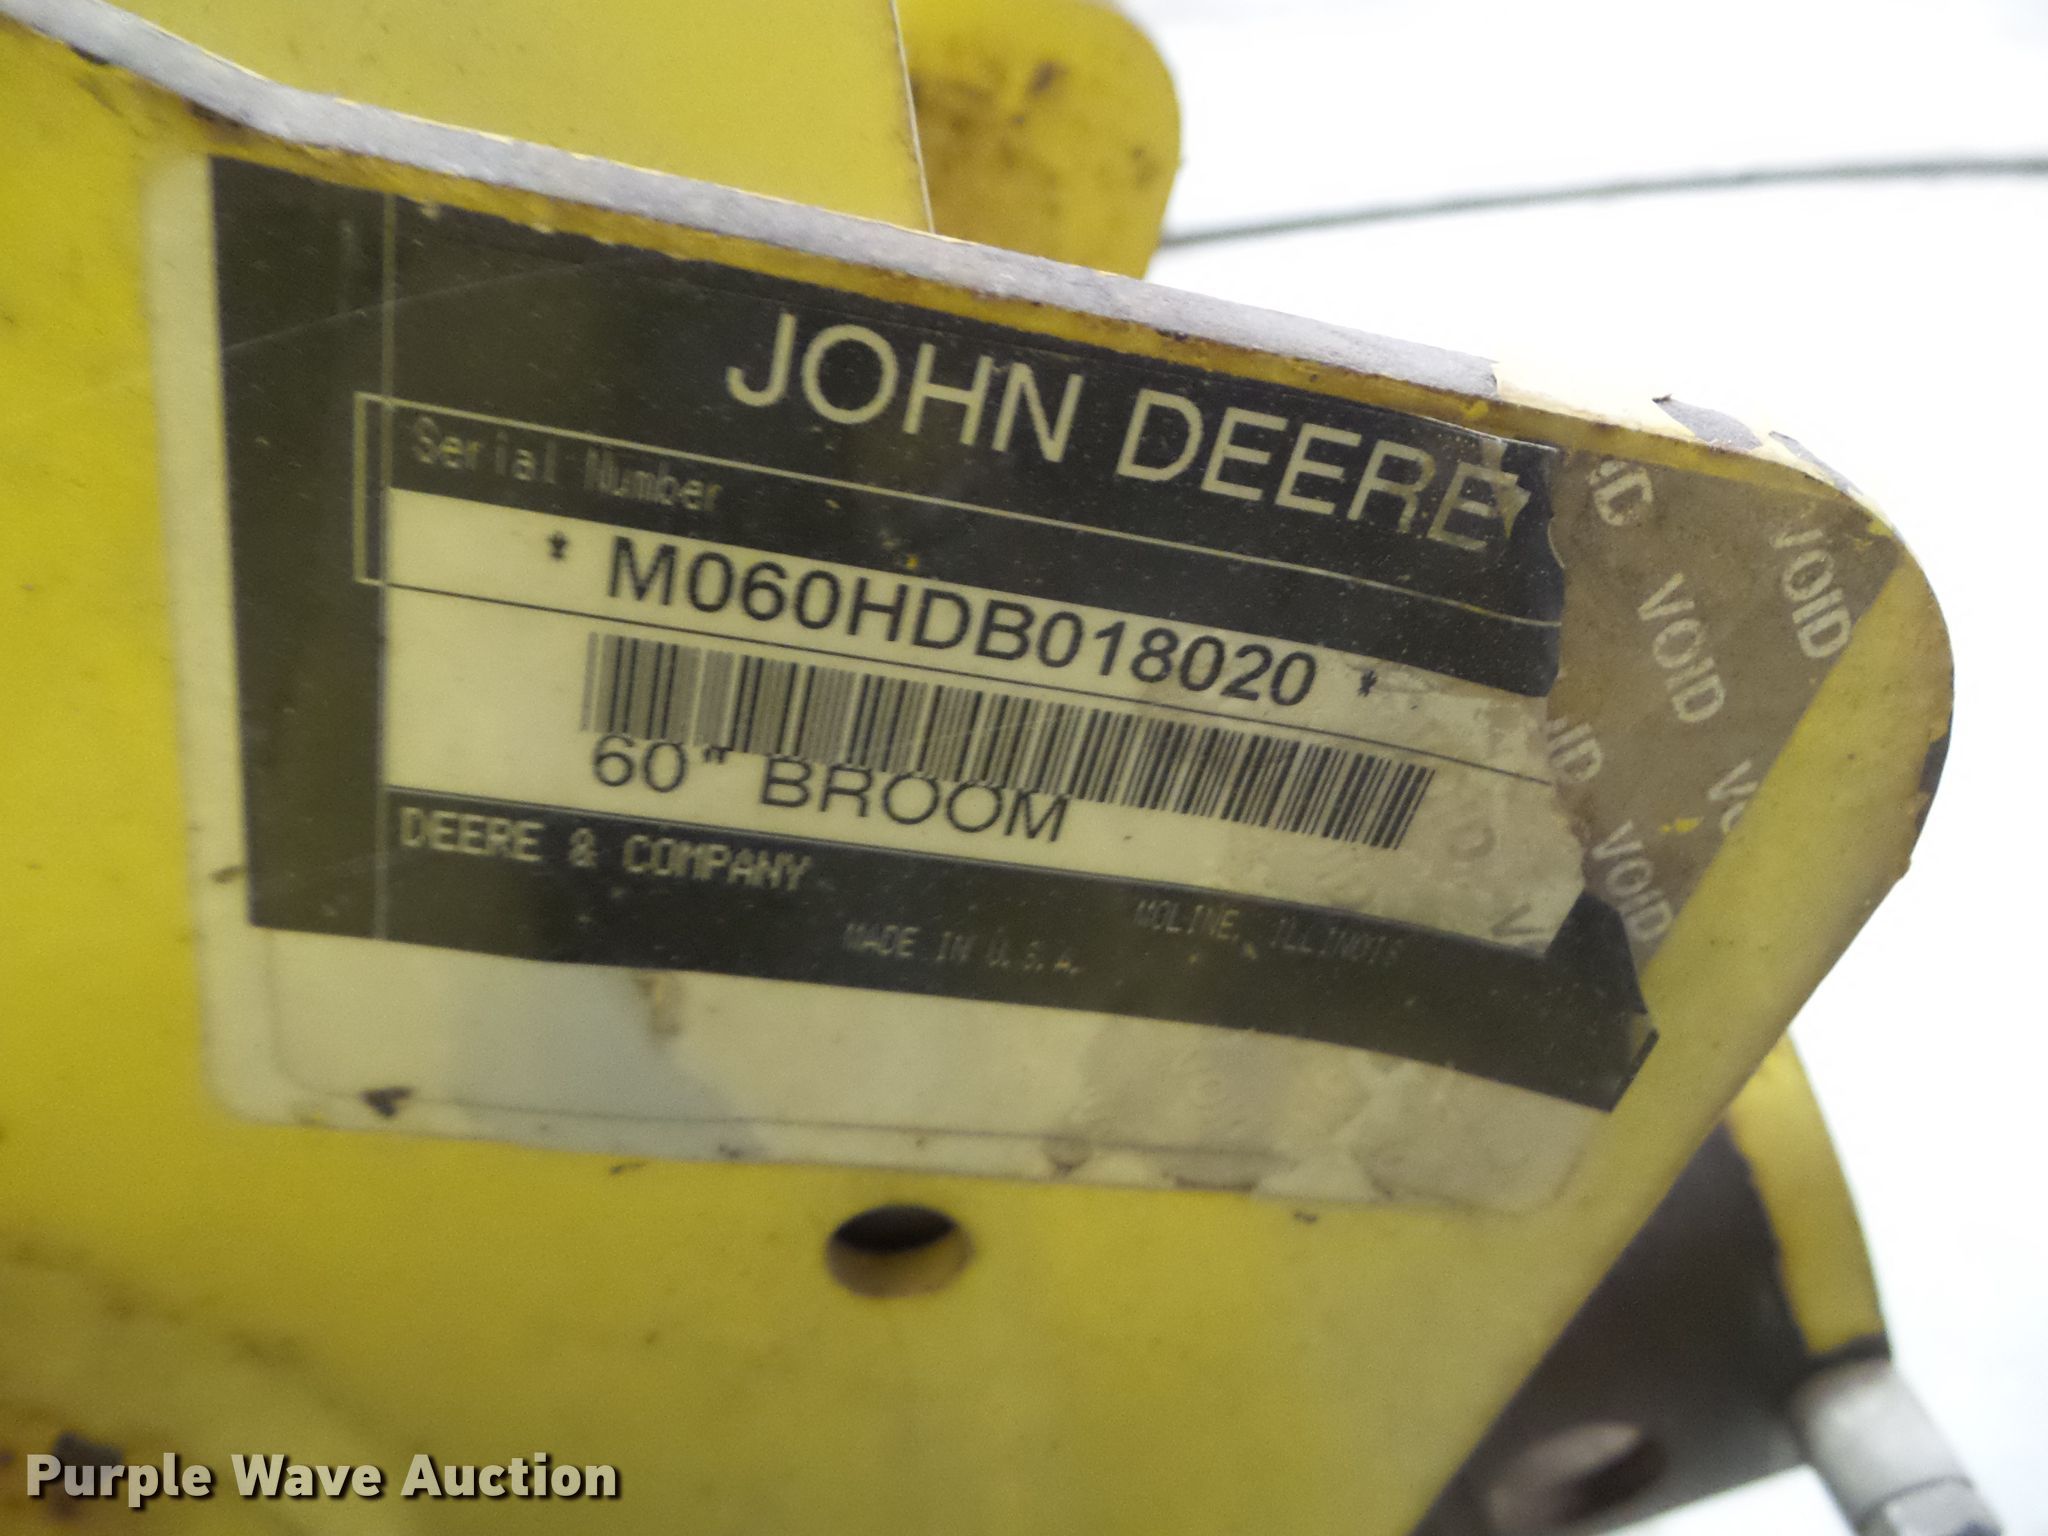 JOHN DEERE
Serial Number
* M060HDB018020 *
60" BROOM
DEERE & COMPANY
MOLINE, ILLINOIS
MADE IN U.S.A.
VOID
VOID
VOID
Purple Wave Auction